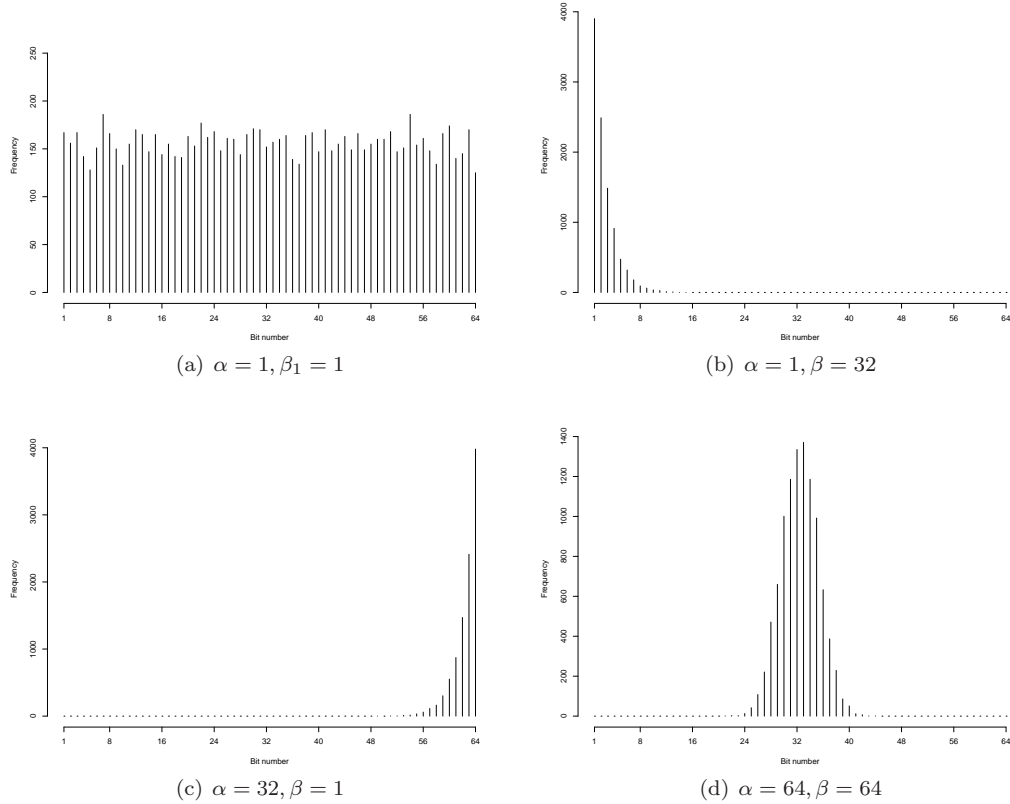 250
200
150
100
50
0
Frequency
1 8 16 24 32 40 48 56 64
Bit number
(a) α = 1, β₁ = 1
4000
3000
2000
1000
0
Frequency
1 8 16 24 32 40 48 56 64
Bit number
(b) α = 1, β = 32
4000
3000
2000
1000
0
Frequency
1 8 16 24 32 40 48 56 64
Bit number
(c) α = 32, β = 1
1400
1200
1000
800
600
400
200
0
Frequency
1 8 16 24 32 40 48 56 64
Bit number
(d) α = 64, β = 64